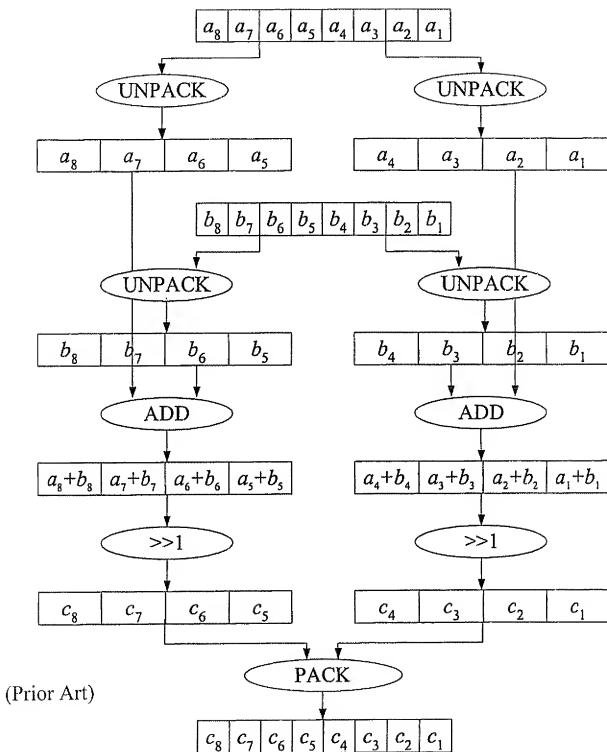 a₈ a₇ a₆ a₅ a₄ a₃ a₂ a₁
UNPACK UNPACK
a₈ a₇ a₆ a₅ a₄ a₃ a₂ a₁
b₈ b₇ b₆ b₅ b₄ b₃ b₂ b₁
UNPACK UNPACK
b₈ b₇ b₆ b₅ b₄ b₃ b₂ b₁
ADD ADD
a₈+b₈ a₇+b₇ a₆+b₆ a₅+b₅ a₄+b₄ a₃+b₃ a₂+b₂ a₁+b₁
>>1 >>1
c₈ c₇ c₆ c₅ c₄ c₃ c₂ c₁
PACK
(Prior Art)
c₈ c₇ c₆ c₅ c₄ c₃ c₂ c₁